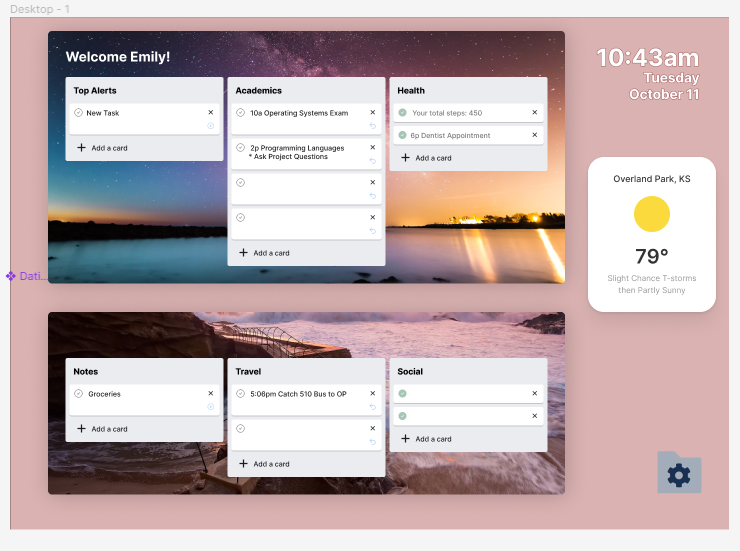 Desktop - 1
Welcome Emily!
Top Alerts
New Task
Add a card
Academics
10a Operating Systems Exam
2p Programming Languages
* Ask Project Questions
Add a card
Health
Your total steps: 450
6p Dentist Appointment
Add a card
10:43am
Tuesday
October 11
Overland Park, KS
79°
Slight Chance T-storms
then Partly Sunny
Dati...
Notes
Groceries
Add a card
Travel
5:06pm Catch 510 Bus to OP
Add a card
Social
Add a card